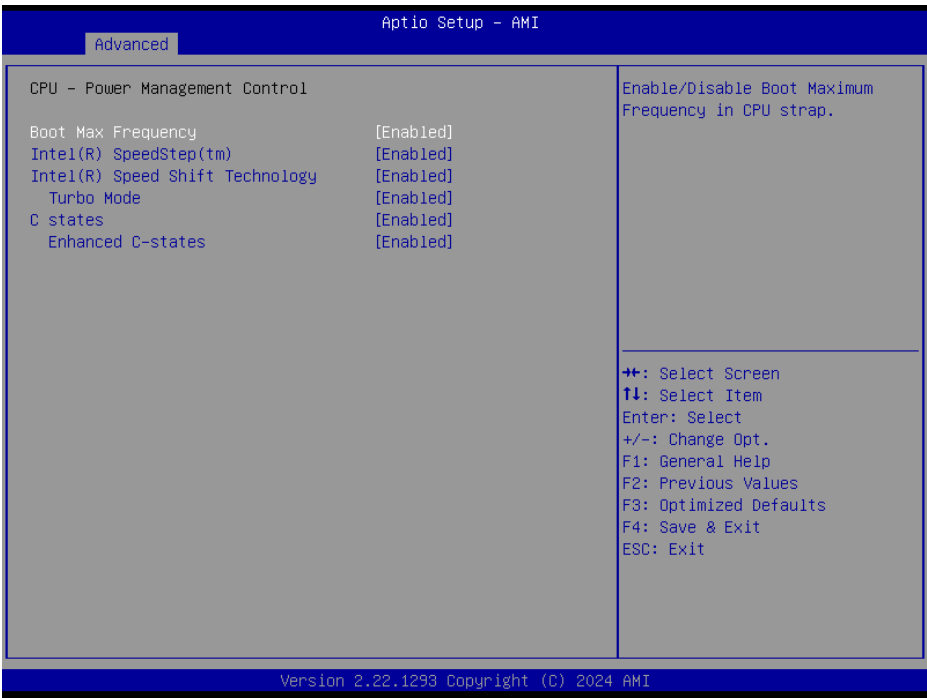 Aptio Setup – AMI
Advanced
CPU – Power Management Control
Boot Max Frequency [Enabled]
Intel(R) SpeedStep(tm) [Enabled]
Intel(R) Speed Shift Technology [Enabled]
Turbo Mode [Enabled]
C states [Enabled]
Enhanced C-states [Enabled]
Enable/Disable Boot Maximum
Frequency in CPU strap.
→←: Select Screen
↑↓: Select Item
Enter: Select
+/-: Change Opt.
F1: General Help
F2: Previous Values
F3: Optimized Defaults
F4: Save & Exit
ESC: Exit
Version 2.22.1293 Copyright (C) 2024 AMI